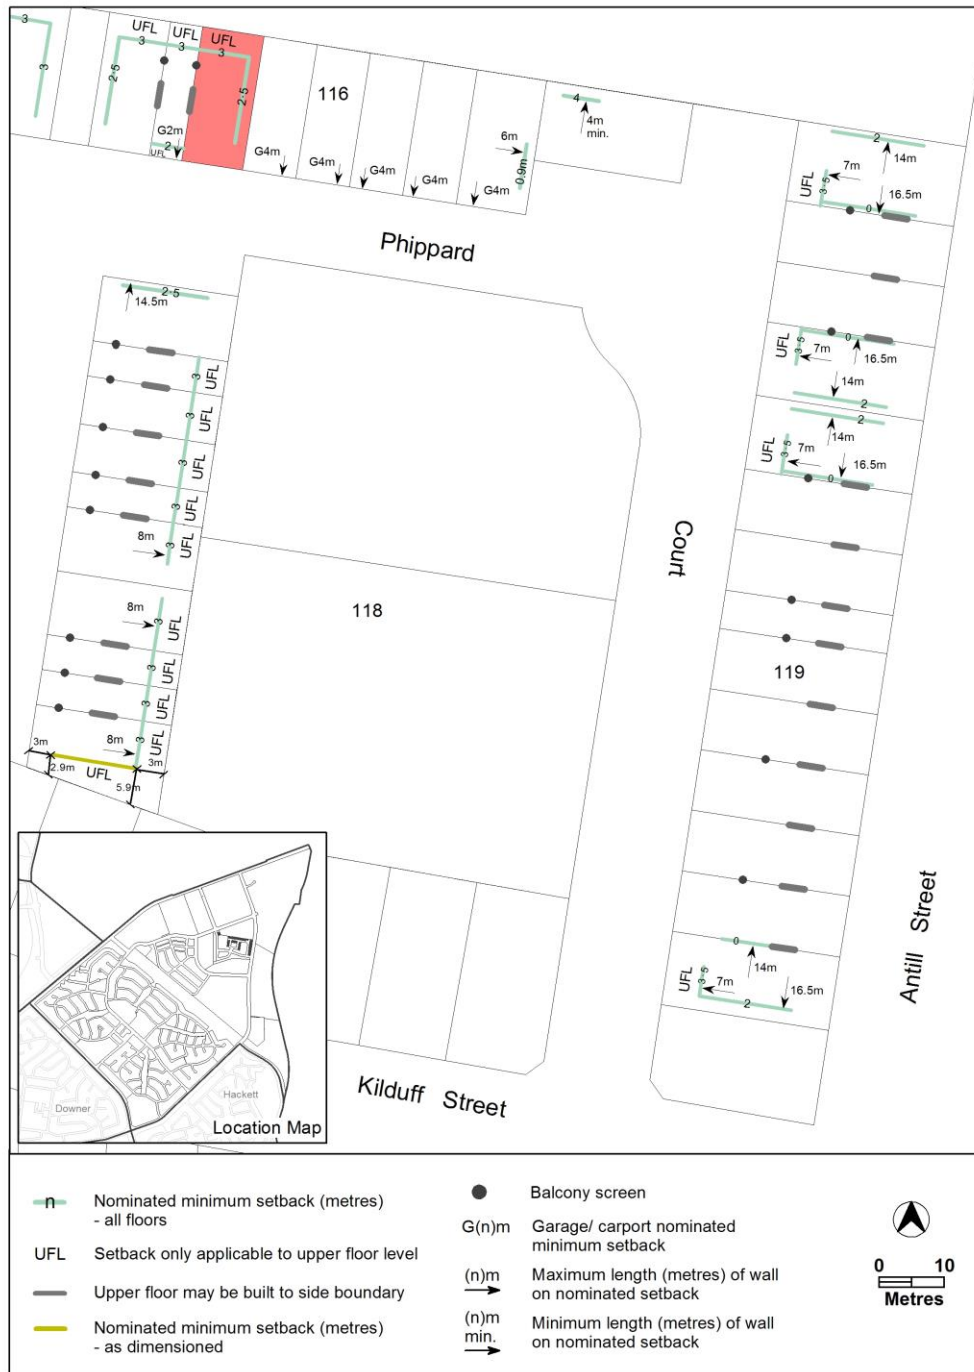 3
3
UFL
UFL
UFL
3
3
3
2·5
2·5
G2m
2
UFL
116
G4m
G4m
G4m
G4m
G4m
6m
0.9m
4
4m
min.
Phippard
2
14m
7m
UFL
3·5
16.5m
0
0
UFL
3·5
7m
16.5m
14m
2
2
14m
UFL
3·5
7m
16.5m
0
2·5
14.5m
3
UFL
3
UFL
3
UFL
3
UFL
8m
3
UFL
8m
3
UFL
3
UFL
3
UFL
8m
3
UFL
3m
2.9m
UFL
5.9m
3m
118
Court
119
0
14m
UFL
3·5
7m
16.5m
2
Antill Street
Kilduff Street
Downer
Hackett
Location Map
n Nominated minimum setback (metres)
- all floors
UFL Setback only applicable to upper floor level
Upper floor may be built to side boundary
Nominated minimum setback (metres)
- as dimensioned
Balcony screen
G(n)m Garage/ carport nominated
minimum setback
(n)m Maximum length (metres) of wall
on nominated setback
(n)m Minimum length (metres) of wall
min. on nominated setback
0 10
Metres